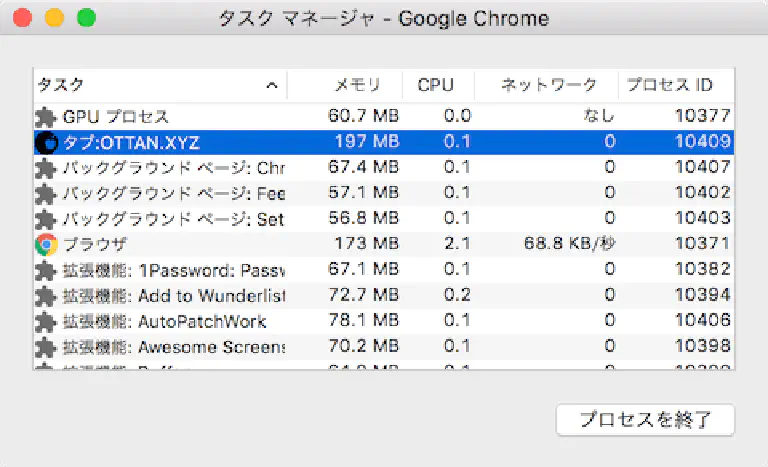 タスク マネージャ - Google Chrome
タスク メモリ CPU ネットワーク プロセス ID
GPU プロセス 60.7 MB 0.0 なし 10377
タブ:OTTAN.XYZ 197 MB 0.1 0 10409
バックグラウンド ページ: Chr 67.4 MB 0.1 0 10407
バックグラウンド ページ: Fee 57.1 MB 0.1 0 10402
バックグラウンド ページ: Set 56.8 MB 0.1 0 10403
ブラウザ 173 MB 2.1 68.8 KB/秒 10371
拡張機能: 1Password: Passw 67.1 MB 0.1 0 10382
拡張機能: Add to Wunderlist 72.7 MB 0.2 0 10394
拡張機能: AutoPatchWork 78.1 MB 0.1 0 10406
拡張機能: Awesome Screens 70.2 MB 0.1 0 10398
プロセスを終了